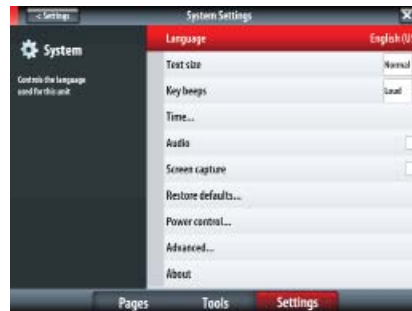 < Settings
System Settings
X
System
Controls the language
used for this unit
Language
English (US
Text size
Normal
Key beeps
Loud
Time...
Audio
Screen capture
Restore defaults...
Power control...
Advanced...
About
Pages
Tools
Settings